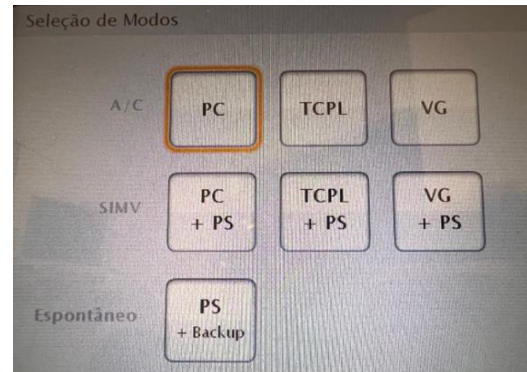 Seleção de Modos
A/C PC TCPL VG
SIMV PC + PS TCPL + PS VG + PS
Espontâneo PS + Backup